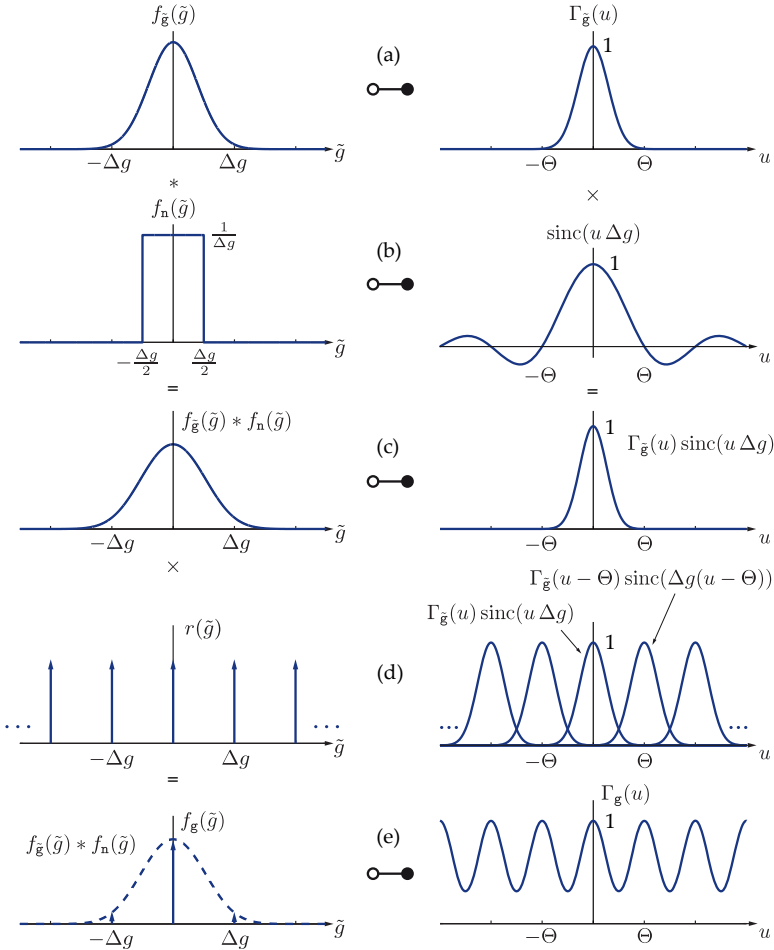 f_g̃(g̃)
Γ_g̃(u)
(a)
1
−Δg
Δg
g̃
−Θ
Θ
u
*
×
f_n(g̃)
sinc(u Δg)
(b)
1/Δg
1
−Δg/2
Δg/2
g̃
−Θ
Θ
u
=
=
f_g̃(g̃) * f_n(g̃)
(c)
1
Γ_g̃(u) sinc(u Δg)
−Δg
Δg
g̃
−Θ
Θ
u
×
Γ_g̃(u − Θ) sinc(Δg(u − Θ))
Γ_g̃(u) sinc(u Δg)
r(g̃)
1
(d)
...
...
...
...
−Δg
Δg
g̃
−Θ
Θ
u
=
Γ_g(u)
f_g(g̃)
1
f_g̃(g̃) * f_n(g̃)
(e)
−Δg
Δg
g̃
−Θ
Θ
u